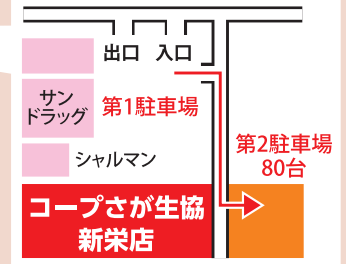 出口 入口
サン
ドラッグ
第1駐車場
シャルマン
第2駐車場
80台
コープさが生協
新栄店